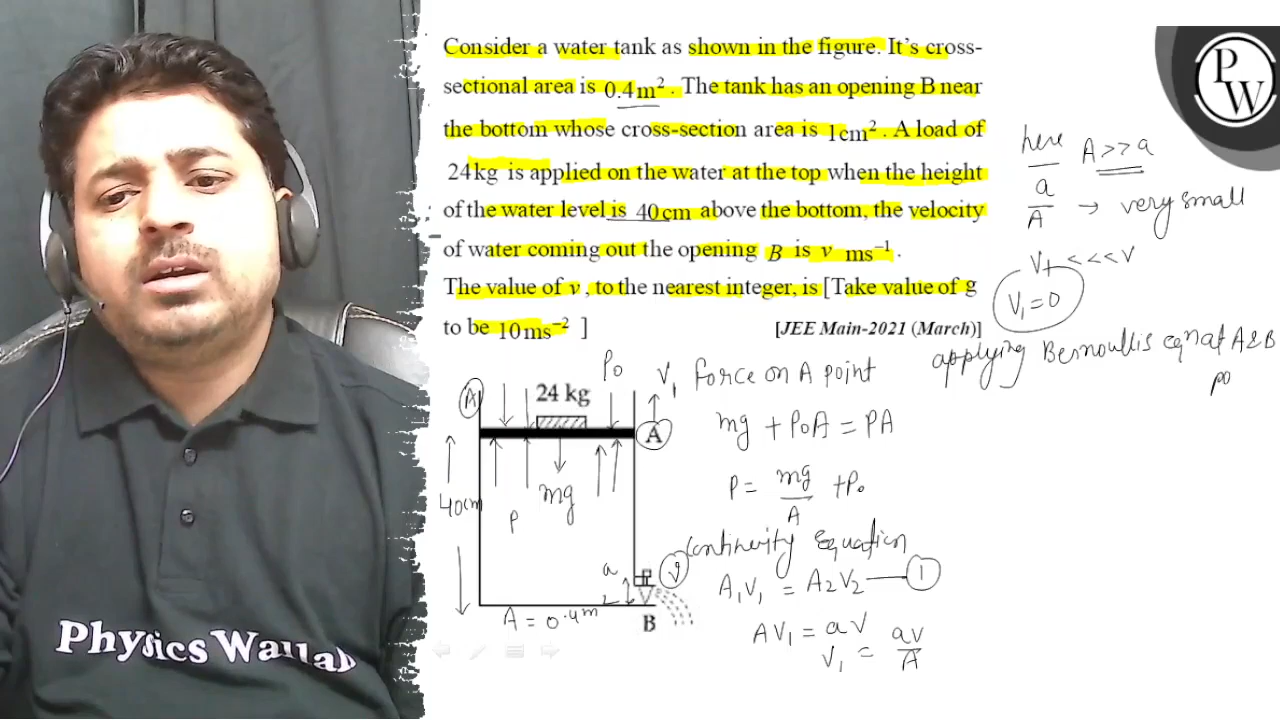 Consider a water tank as shown in the figure. It's cross-
sectional area is 0.4m². The tank has an opening B near
the bottom whose cross-section area is 1cm². A load of
24kg is applied on the water at the top when the height
of the water level is 40cm above the bottom, the velocity
of water coming out the opening B is v ms⁻¹.
The value of v, to the nearest integer, is [Take value of g
to be 10ms⁻² ]
[JEE Main-2021 (March)]
P
W
here A>>a
a/A → very small
V₁ <<<V
V₁=0
applying Bernoullis eqn at A&B
Po
A
24 kg
Po
V₁
A
40cm
P
mg
a
v
A = 0.4m
B
force on A point
mg + P₀A = PA
P = mg/A + P₀
Continuity Equation
A₁V₁ = A₂V₂ — 1
AV₁ = aV
V₁ = av/A
Physics Wallah